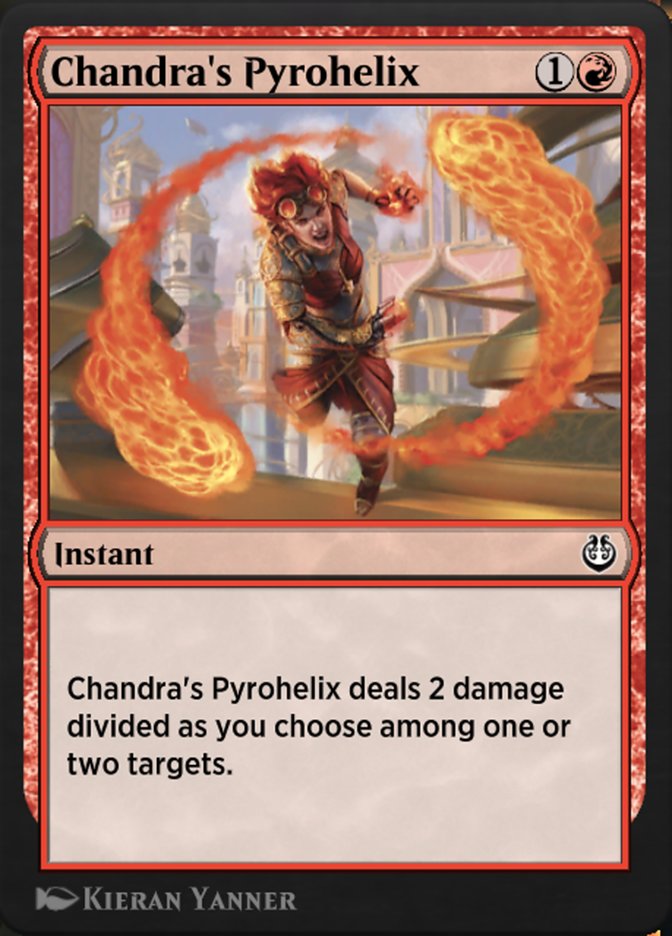 Chandra's Pyrohelix 1
Instant
Chandra's Pyrohelix deals 2 damage
divided as you choose among one or
two targets.
Kieran Yanner